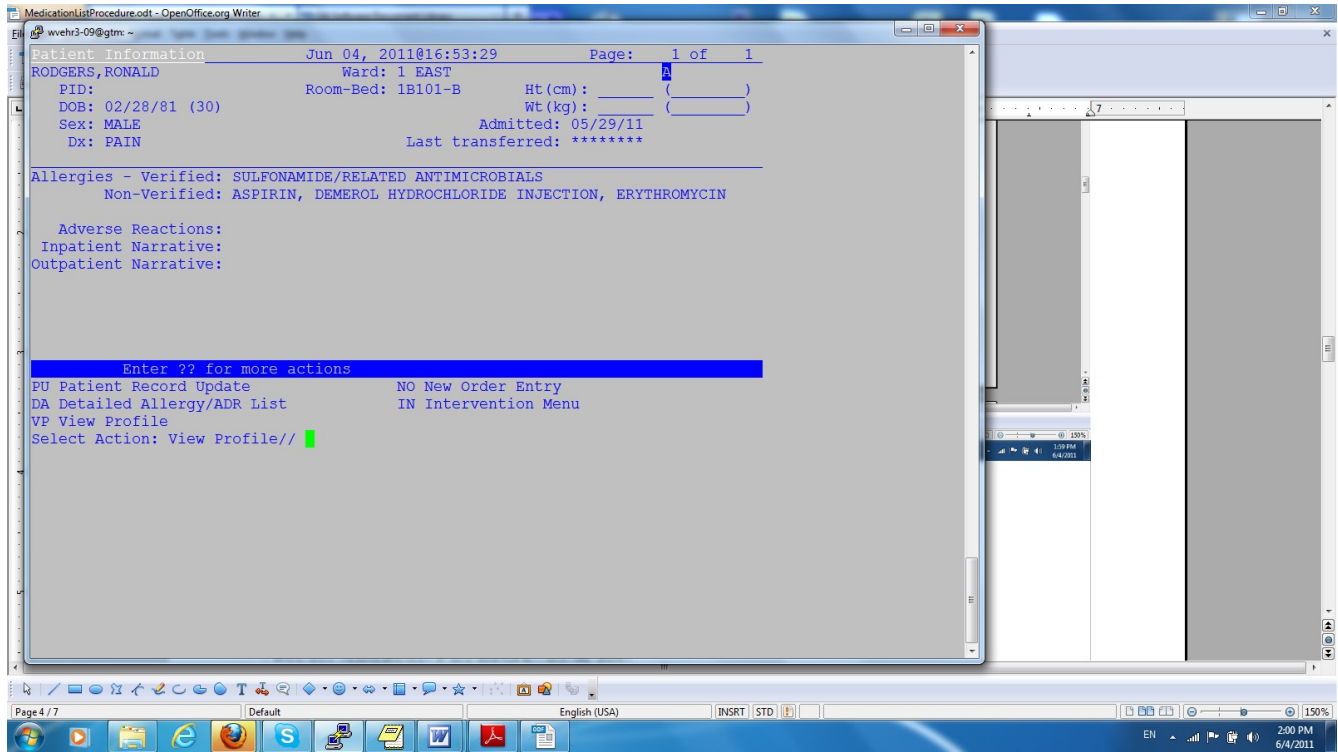 MedicationListProcedure.odt - OpenOffice.org Writer
wvehr3-09@gtm: ~
Patient Information Jun 04, 2011@16:53:29 Page: 1 of 1
RODGERS,RONALD Ward: 1 EAST A
PID: Room-Bed: 1B101-B Ht(cm): ______ (________)
DOB: 02/28/81 (30) Wt(kg): ______ (________)
Sex: MALE Admitted: 05/29/11
Dx: PAIN Last transferred: ********
Allergies - Verified: SULFONAMIDE/RELATED ANTIMICROBIALS
Non-Verified: ASPIRIN, DEMEROL HYDROCHLORIDE INJECTION, ERYTHROMYCIN
Adverse Reactions:
Inpatient Narrative:
Outpatient Narrative:
Enter ?? for more actions
PU Patient Record Update NO New Order Entry
DA Detailed Allergy/ADR List IN Intervention Menu
VP View Profile
Select Action: View Profile//
7
150%
1:59 PM
6/4/2011
Page 4 / 7 Default English (USA) INSRT STD 150%
EN 2:00 PM
6/4/2011